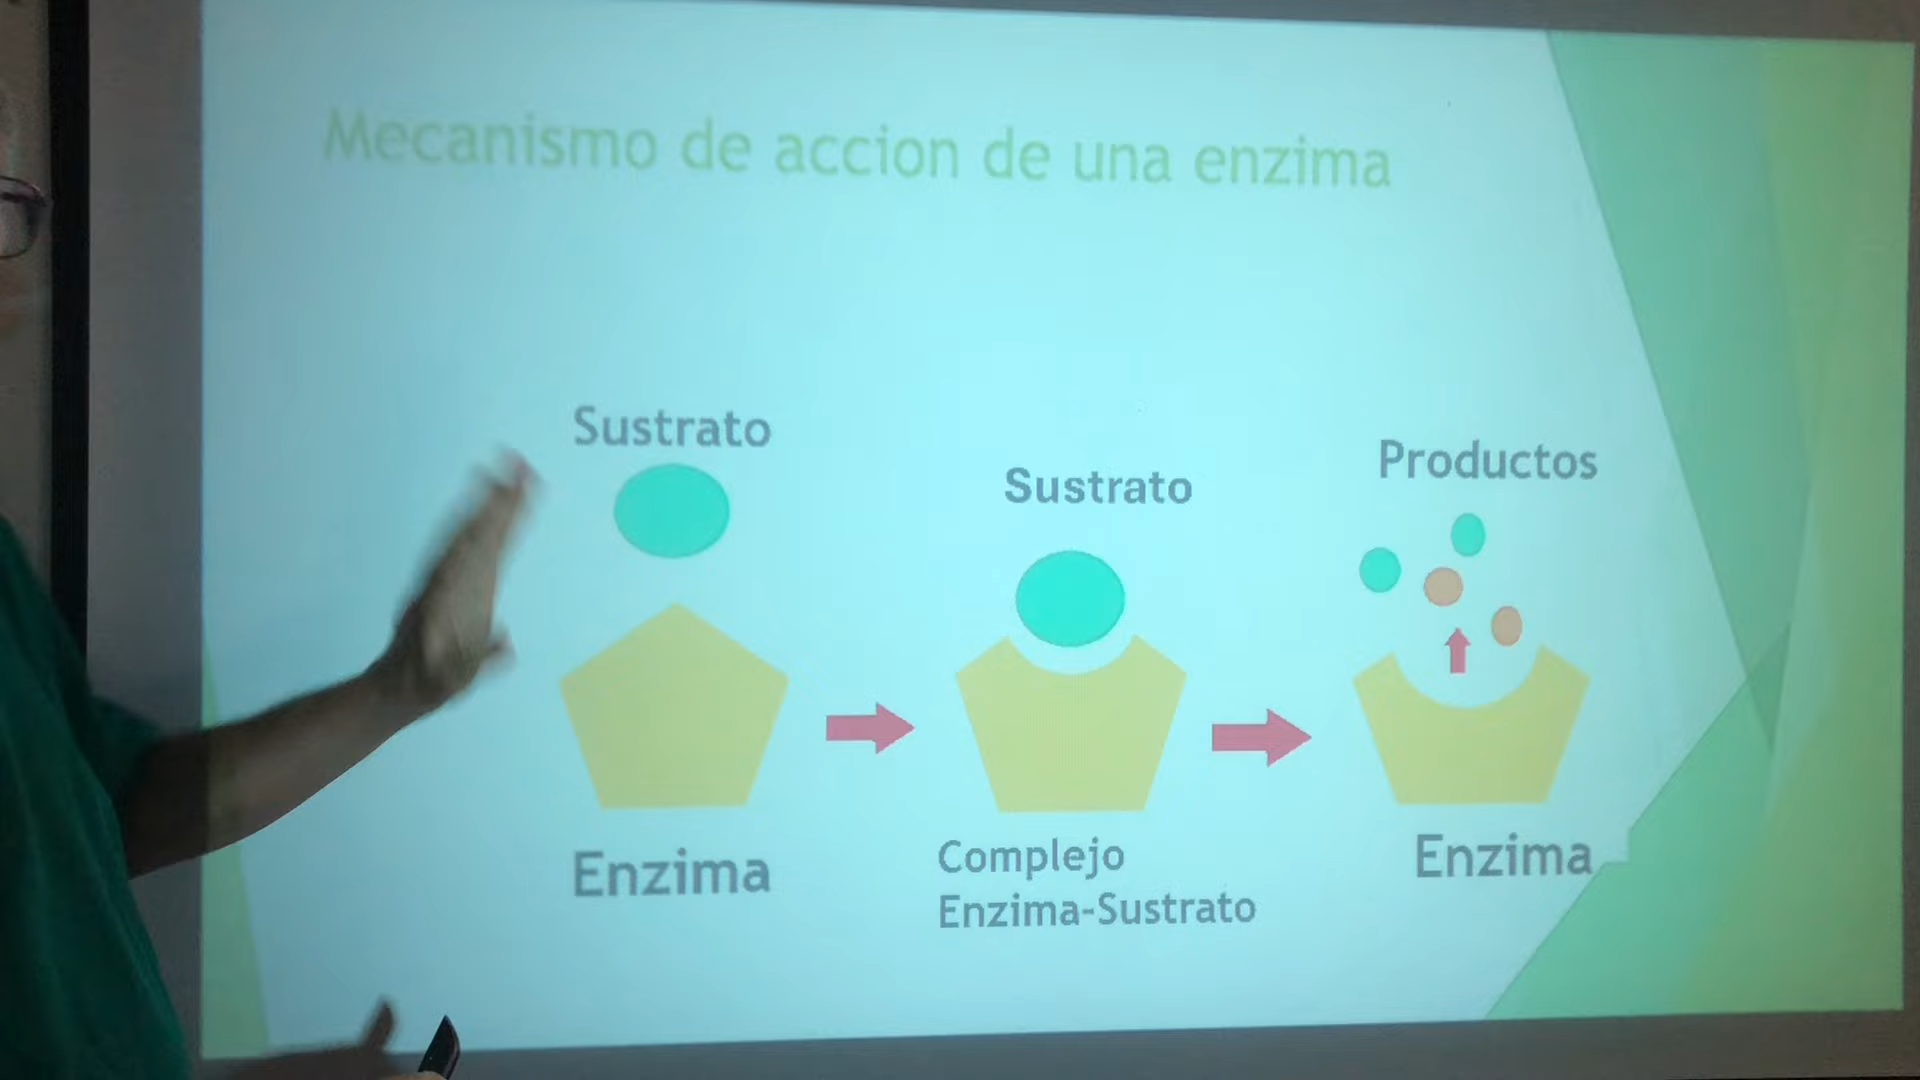 Mecanismo de accion de una enzima
Sustrato
Sustrato
Productos
Enzima
Complejo
Enzima-Sustrato
Enzima